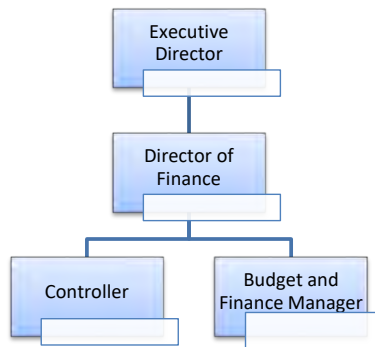 Executive
Director
Director of
Finance
Controller
Budget and
Finance Manager